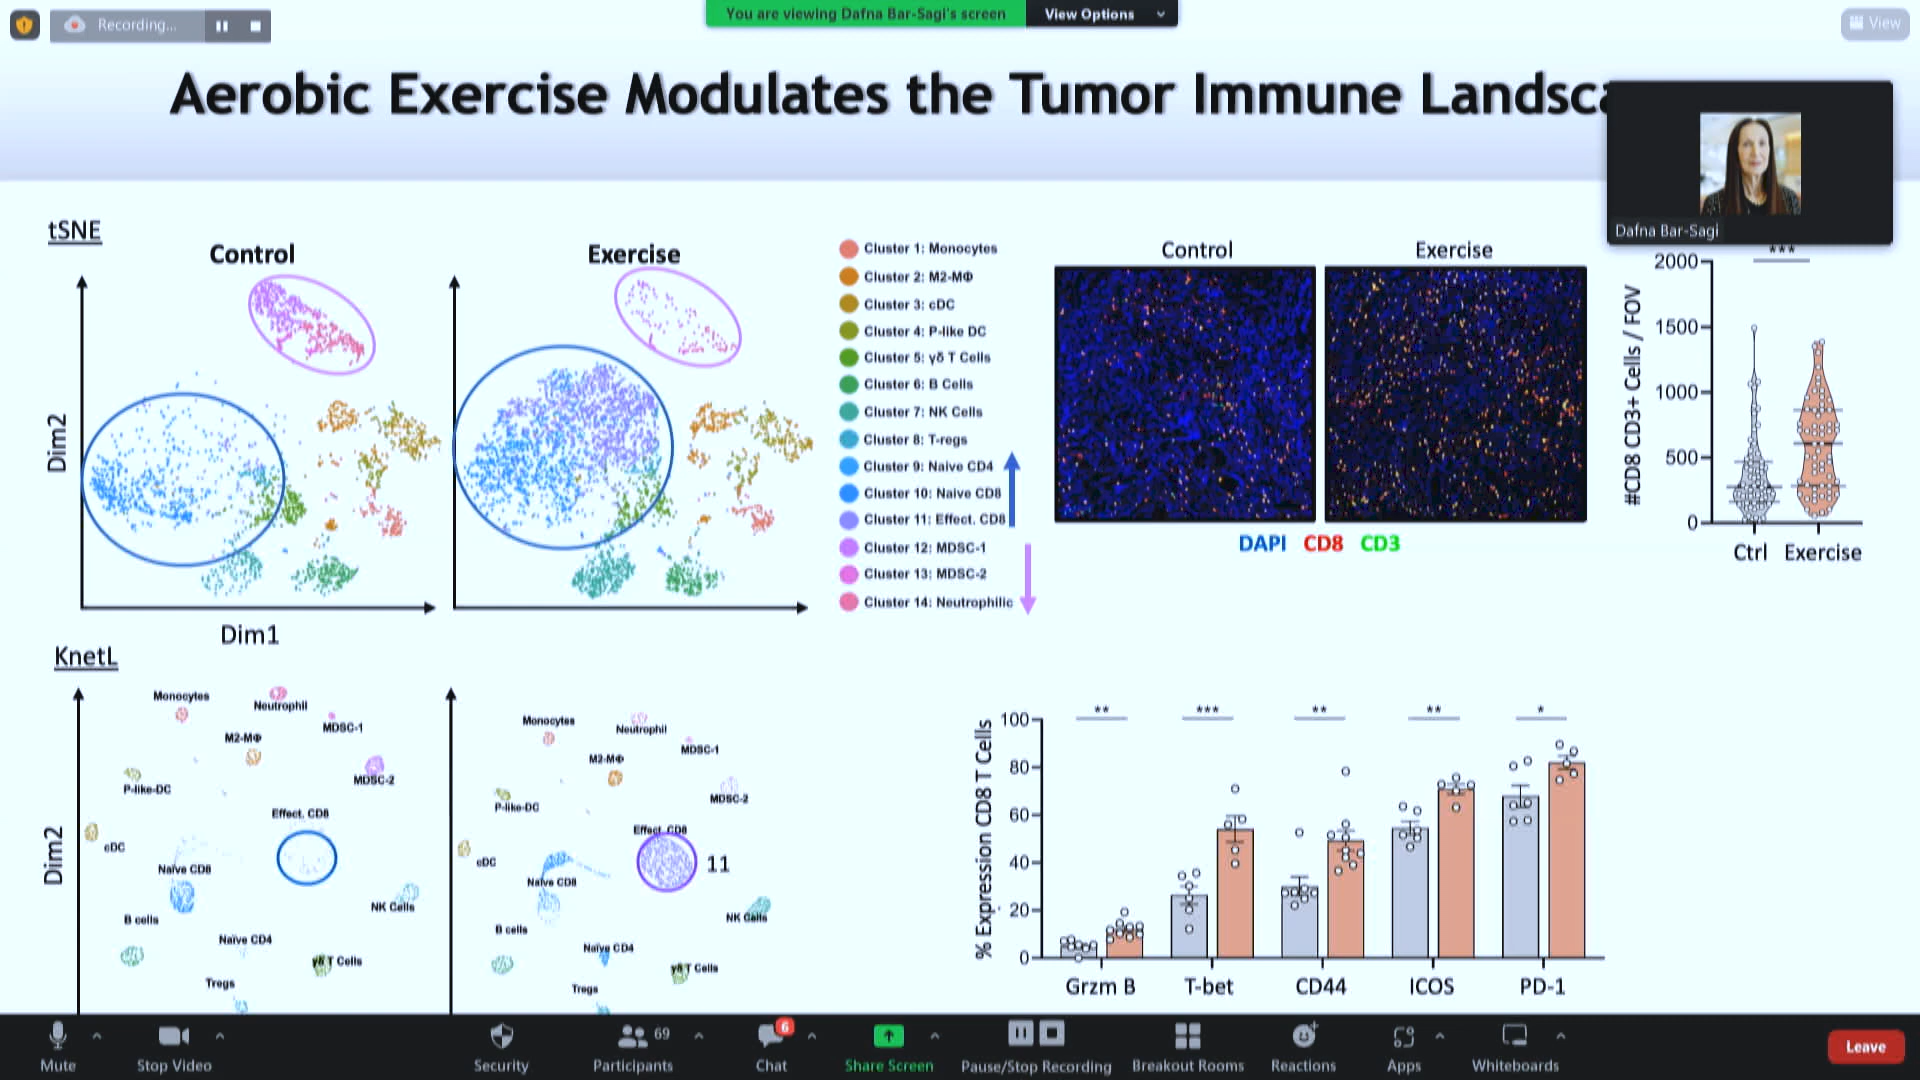 Recording...
You are viewing Dafna Bar-Sagi's screen
View Options
View
Aerobic Exercise Modulates the Tumor Immune Landsca
Dafna Bar-Sagi
tSNE
Control
Exercise
Dim2
Dim1
Cluster 1: Monocytes
Cluster 2: M2-MΦ
Cluster 3: cDC
Cluster 4: P-like DC
Cluster 5: γδ T Cells
Cluster 6: B Cells
Cluster 7: NK Cells
Cluster 8: T-regs
Cluster 9: Naive CD4
Cluster 10: Naive CD8
Cluster 11: Effect. CD8
Cluster 12: MDSC-1
Cluster 13: MDSC-2
Cluster 14: Neutrophilic
Control
Exercise
DAPI CD8 CD3
***
#CD8 CD3+ Cells / FOV
2000
1500
1000
500
0
Ctrl Exercise
KnetL
Dim2
Monocytes
Neutrophil
MDSC-1
M2-MΦ
MDSC-2
P-like-DC
Effect. CD8
cDC
Naive CD8
NK Cells
B cells
Naïve CD4
γδ T Cells
Tregs
Monocytes
Neutrophil
MDSC-1
M2-MΦ
MDSC-2
P-like-DC
Effect. CD8
11
cDC
Naive CD8
NK Cells
B cells
Naïve CD4
γδ T Cells
Tregs
% Expression CD8 T Cells
100
80
60
40
20
0
** *** ** ** *
Grzm B T-bet CD44 ICOS PD-1
Mute
Stop Video
Security
69
Participants
6
Chat
Share Screen
Pause/Stop Recording
Breakout Rooms
Reactions
Apps
Whiteboards
Leave